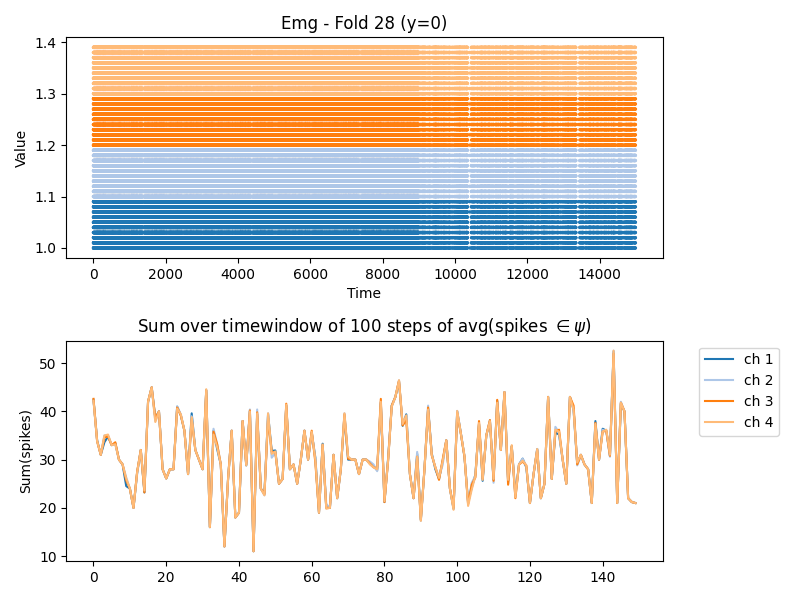 Emg - Fold 28 (y=0)
Value
1.4
1.3
1.2
1.1
1.0
0 2000 4000 6000 8000 10000 12000 14000
Time
Sum over timewindow of 100 steps of avg(spikes ∈ ψ)
Sum(spikes)
50
40
30
20
10
0 20 40 60 80 100 120 140
ch 1
ch 2
ch 3
ch 4